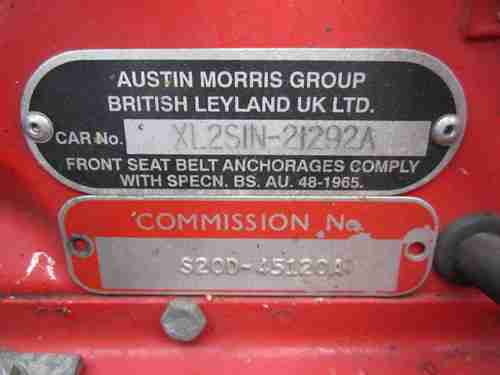 AUSTIN MORRIS GROUP
BRITISH LEYLAND UK LTD.
CAR No. XL2S1N-21292A
FRONT SEAT BELT ANCHORAGES COMPLY
WITH SPECN. BS. AU. 48-1965.
COMMISSION No
S20D-45120A